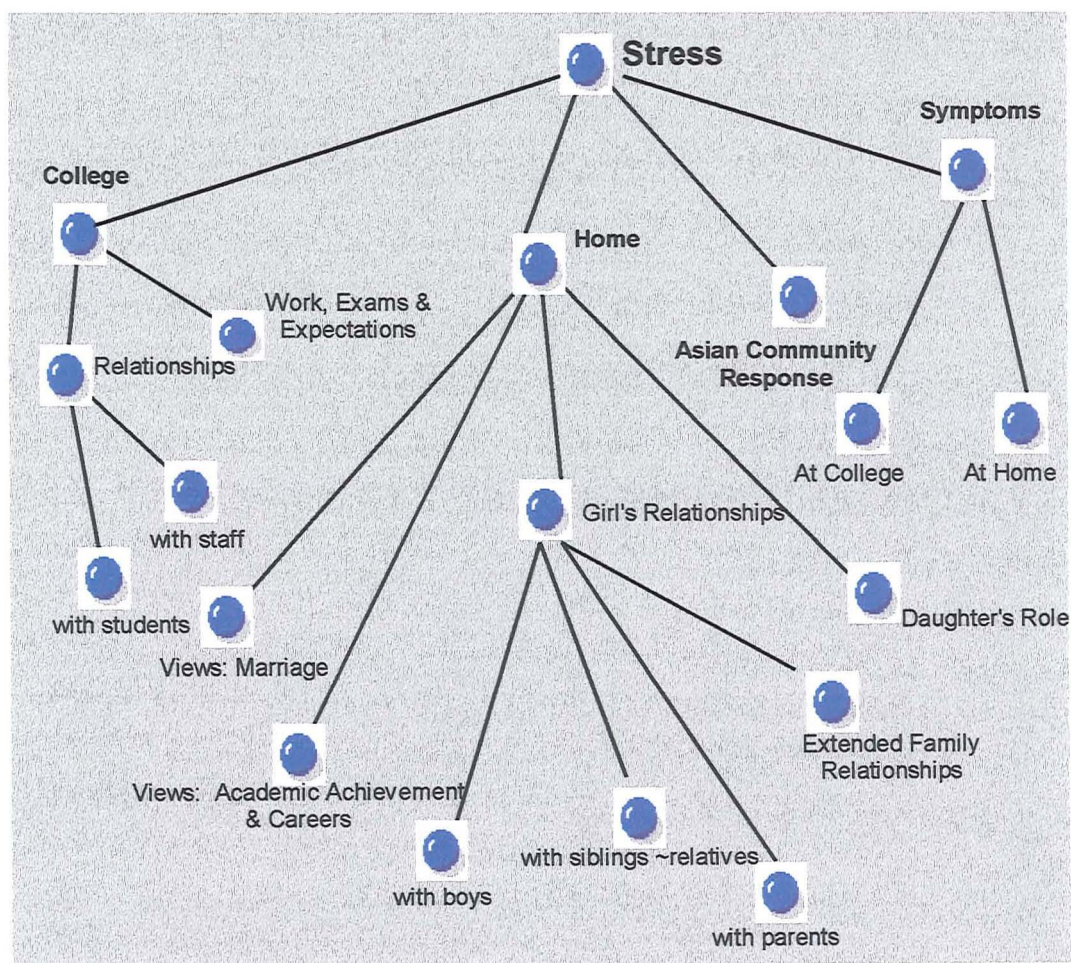 Stress
Symptoms
College
Home
Work, Exams &
Expectations
Asian Community
Response
Relationships
At College
At Home
Girl's Relationships
with staff
with students
Daughter's Role
Views: Marriage
Extended Family
Relationships
Views: Academic Achievement
& Careers
with siblings ~relatives
with boys
with parents